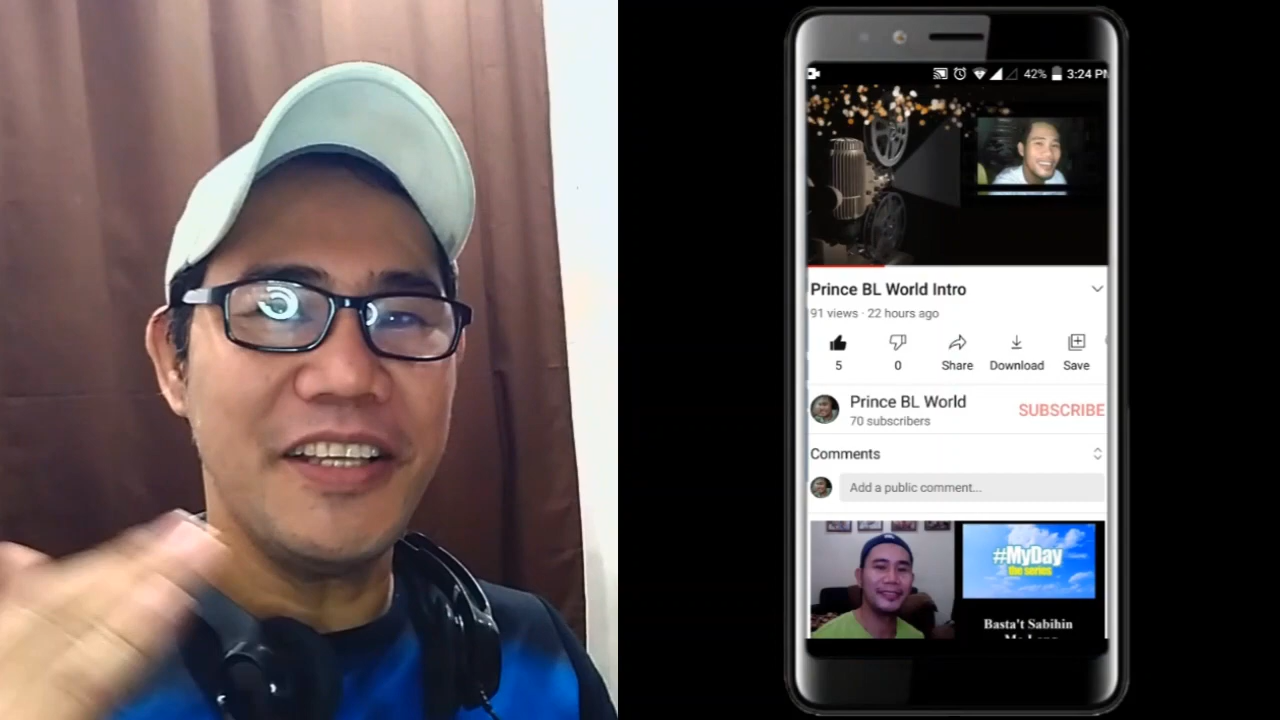 42% 3:24 PM
Prince BL World Intro
91 views · 22 hours ago
5 0 Share Download Save
Prince BL World SUBSCRIBE
70 subscribers
Comments
Add a public comment...
#MyDay
the series
Basta't Sabihin